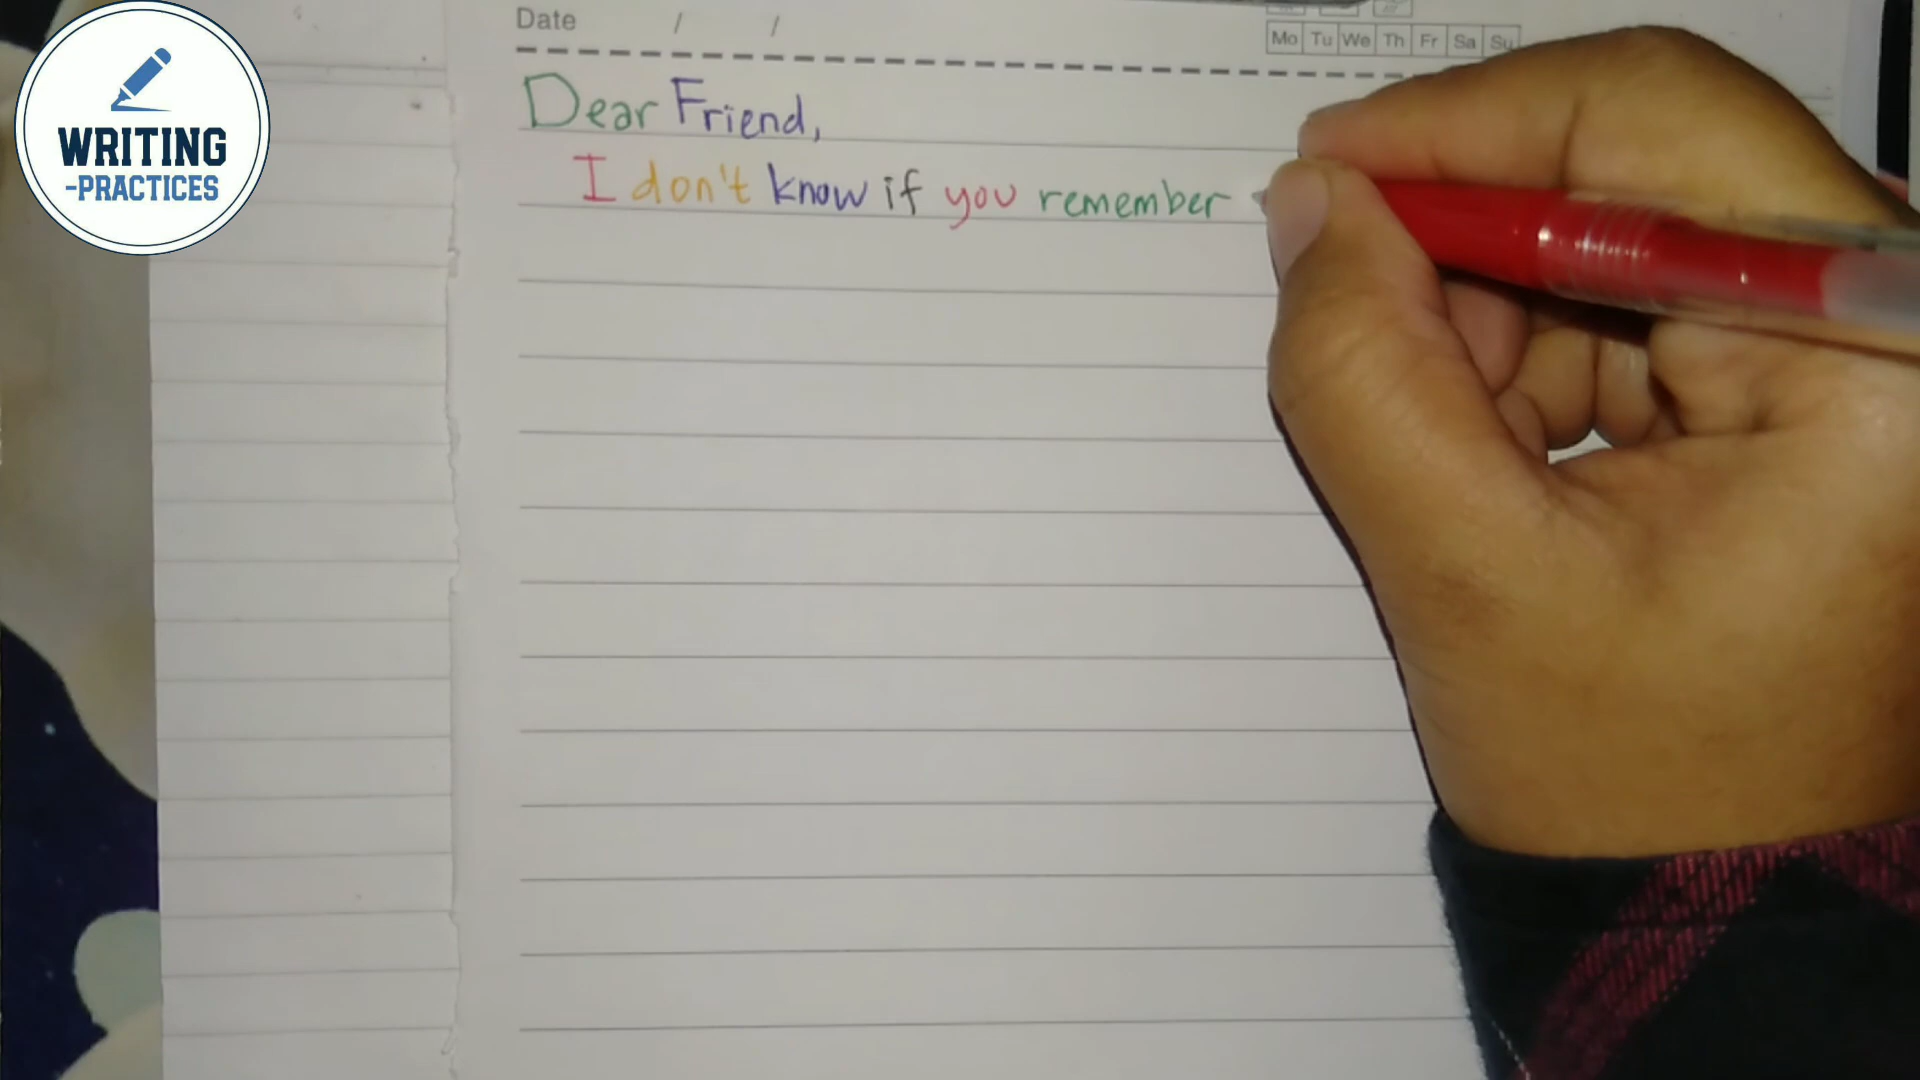 WRITING
-PRACTICES
Date / /
Mo Tu We Th Fr Sa Su
Dear Friend,
I don't know if you remember